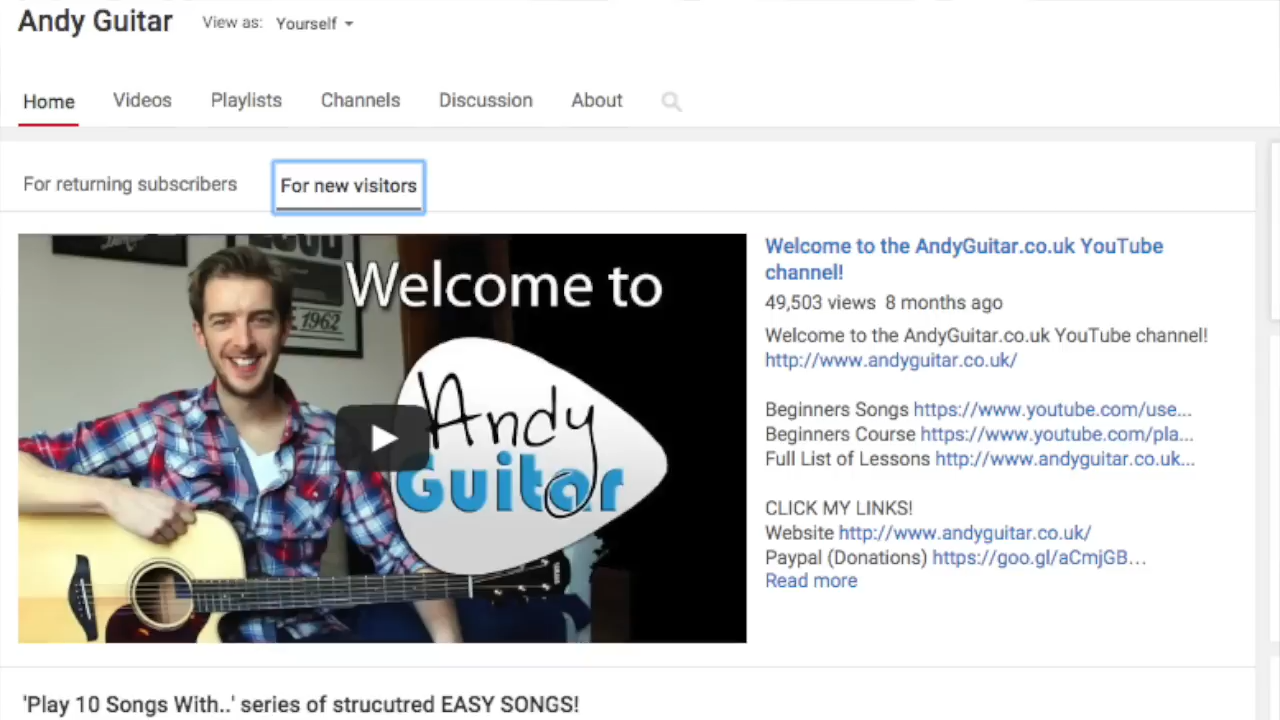 Andy Guitar
View as: Yourself
Home Videos Playlists Channels Discussion About
For returning subscribers For new visitors
1962
Welcome to
Andy
Guitar
Welcome to the AndyGuitar.co.uk YouTube
channel!
49,503 views 8 months ago
Welcome to the AndyGuitar.co.uk YouTube channel!
http://www.andyguitar.co.uk/
Beginners Songs https://www.youtube.com/use...
Beginners Course https://www.youtube.com/pla...
Full List of Lessons http://www.andyguitar.co.uk...
CLICK MY LINKS!
Website http://www.andyguitar.co.uk/
Paypal (Donations) https://goo.gl/aCmjGB...
Read more
'Play 10 Songs With..' series of strucutred EASY SONGS!